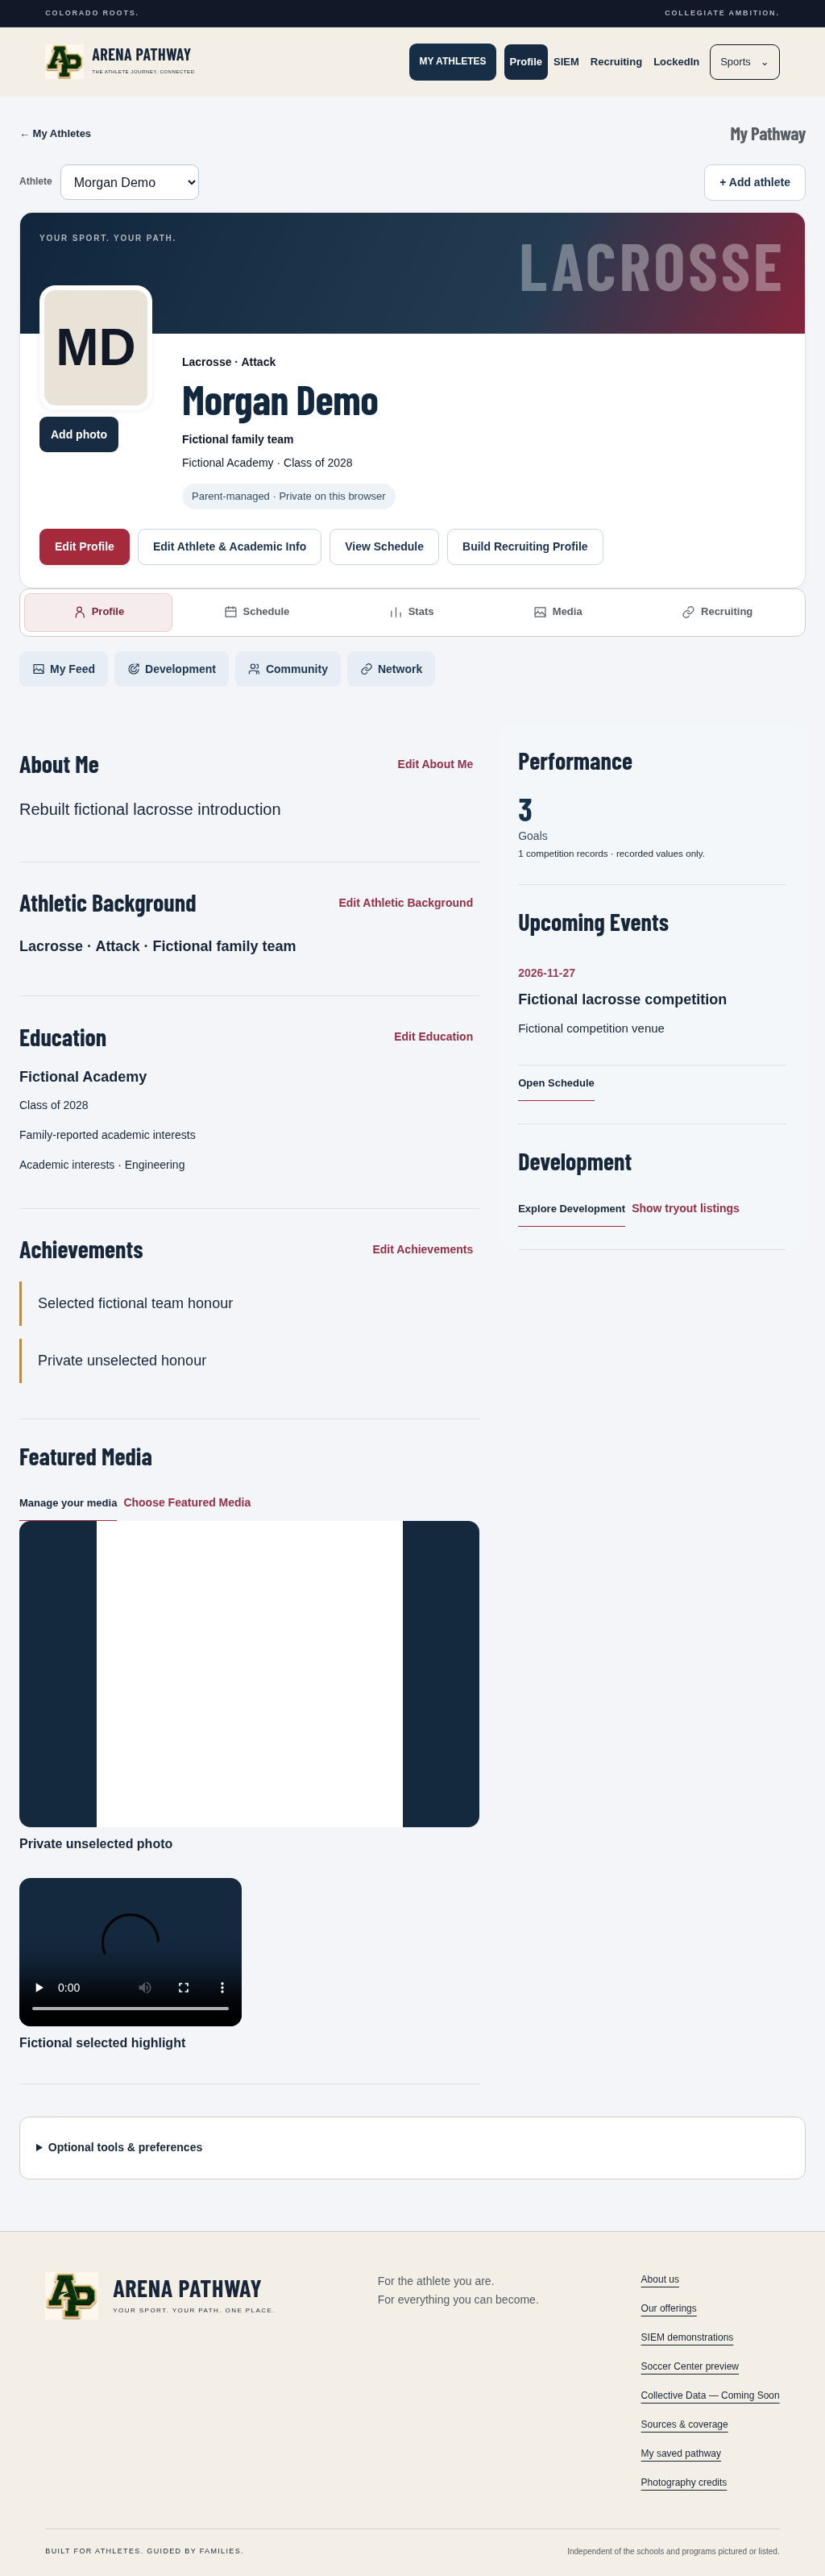 COLORADO ROOTS.
COLLEGIATE AMBITION.
AP
ARENA PATHWAY
THE ATHLETE JOURNEY. CONNECTED.
MY ATHLETES
Profile
SIEM
Recruiting
LockedIn
Sports
← My Athletes
My Pathway
Athlete
Morgan Demo
+ Add athlete
YOUR SPORT. YOUR PATH.
LACROSSE
MD
Add photo
Lacrosse · Attack
Morgan Demo
Fictional family team
Fictional Academy · Class of 2028
Parent-managed · Private on this browser
Edit Profile
Edit Athlete & Academic Info
View Schedule
Build Recruiting Profile
Profile
Schedule
Stats
Media
Recruiting
My Feed
Development
Community
Network
About Me
Edit About Me
Rebuilt fictional lacrosse introduction
Athletic Background
Edit Athletic Background
Lacrosse · Attack · Fictional family team
Education
Edit Education
Fictional Academy
Class of 2028
Family-reported academic interests
Academic interests · Engineering
Achievements
Edit Achievements
Selected fictional team honour
Private unselected honour
Featured Media
Manage your media
Choose Featured Media
Private unselected photo
0:00
Fictional selected highlight
Performance
3
Goals
1 competition records · recorded values only.
Upcoming Events
2026-11-27
Fictional lacrosse competition
Fictional competition venue
Open Schedule
Development
Explore Development
Show tryout listings
Optional tools & preferences
AP
ARENA PATHWAY
YOUR SPORT. YOUR PATH. ONE PLACE.
For the athlete you are.
For everything you can become.
About us
Our offerings
SIEM demonstrations
Soccer Center preview
Collective Data — Coming Soon
Sources & coverage
My saved pathway
Photography credits
BUILT FOR ATHLETES. GUIDED BY FAMILIES.
Independent of the schools and programs pictured or listed.